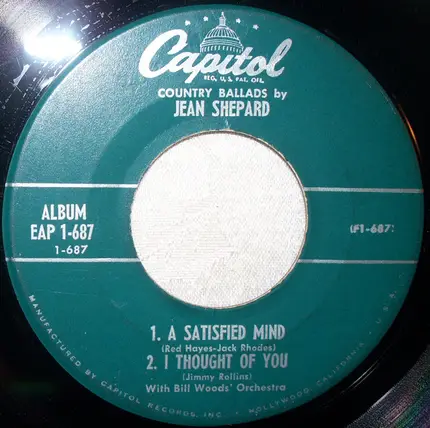 Capitol
REG. U.S. PAT. OFF.
COUNTRY BALLADS by
JEAN SHEPARD
ALBUM
EAP 1-687
1-687
(F1-687)
1. A SATISFIED MIND
(Red Hayes-Jack Rhodes)
2. I THOUGHT OF YOU
(Jimmy Rollins)
With Bill Woods' Orchestra
MANUFACTURED BY CAPITOL RECORDS, INC. • HOLLYWOOD, CALIFORNIA • U.S.A.